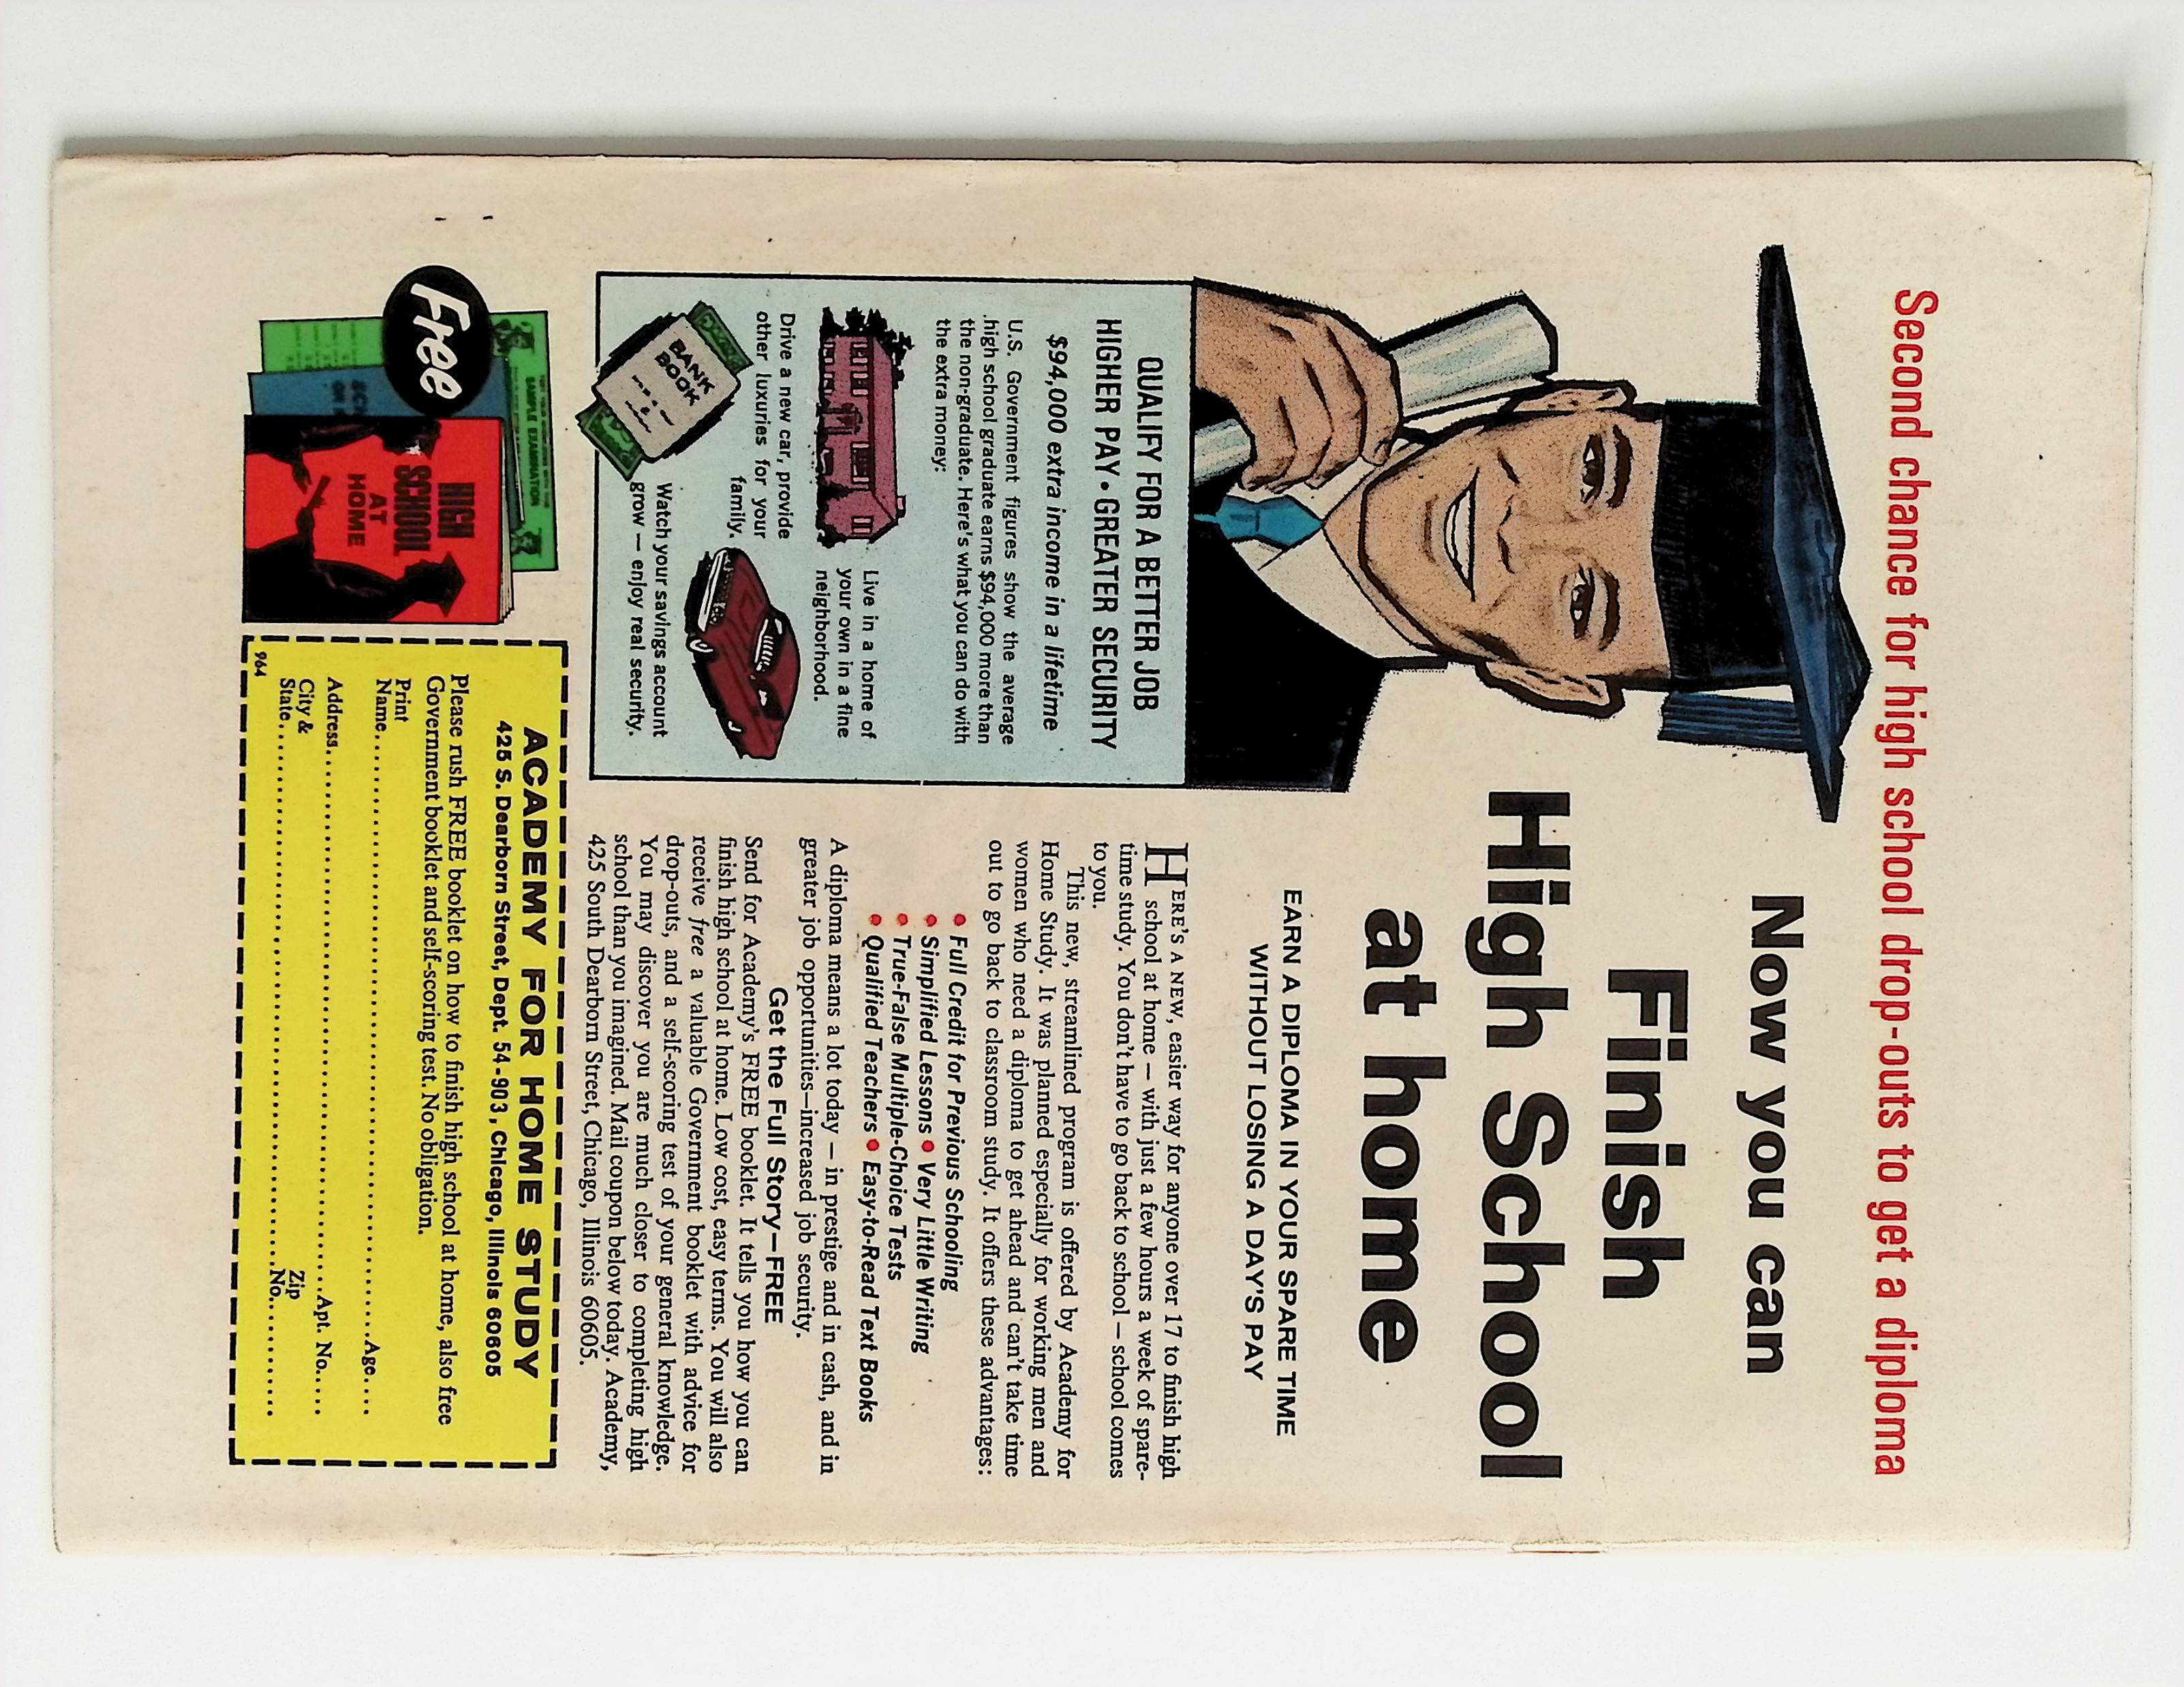 Second chance for high school drop-outs to get a diploma
Now you can
Finish
High School
at home
EARN A DIPLOMA IN YOUR SPARE TIME
WITHOUT LOSING A DAY'S PAY
QUALIFY FOR A BETTER JOB
HIGHER PAY • GREATER SECURITY
$94,000 extra income in a lifetime
U.S. Government figures show the average
high school graduate earns $94,000 more than
the non-graduate. Here's what you can do with
the extra money:
Live in a home of
your own in a fine
neighborhood.
Drive a new car, provide
other luxuries for your
family.
BANK
BOOK
Watch your savings account
grow — enjoy real security.
HERE'S A NEW, easier way for anyone over 17 to finish high
school at home — with just a few hours a week of spare-
time study. You don't have to go back to school — school comes
to you.
This new, streamlined program is offered by Academy for
Home Study. It was planned especially for working men and
women who need a diploma to get ahead and can't take time
out to go back to classroom study. It offers these advantages:
• Full Credit for Previous Schooling
• Simplified Lessons • Very Little Writing
• True-False Multiple-Choice Tests
• Qualified Teachers • Easy-to-Read Text Books
A diploma means a lot today — in prestige and in cash, and in
greater job opportunities—increased job security.
Get the Full Story—FREE
Send for Academy's FREE booklet. It tells you how you can
finish high school at home. Low cost, easy terms. You will also
receive free a valuable Government booklet with advice for
drop-outs, and a self-scoring test of your general knowledge.
You may discover you are much closer to completing high
school than you imagined. Mail coupon below today. Academy,
425 South Dearborn Street, Chicago, Illinois 60605.
Free
SAMPLE EXAMINATION
HIGH
SCHOOL
AT
HOME
ACADEMY FOR HOME STUDY
425 S. Dearborn Street, Dept. 54-903, Chicago, Illinois 60605
Please rush FREE booklet on how to finish high school at home, also free
Government booklet and self-scoring test. No obligation.
Print
Name.......... Age....
Address.......... Apt. No....
City & Zip
State.......... No..........
964